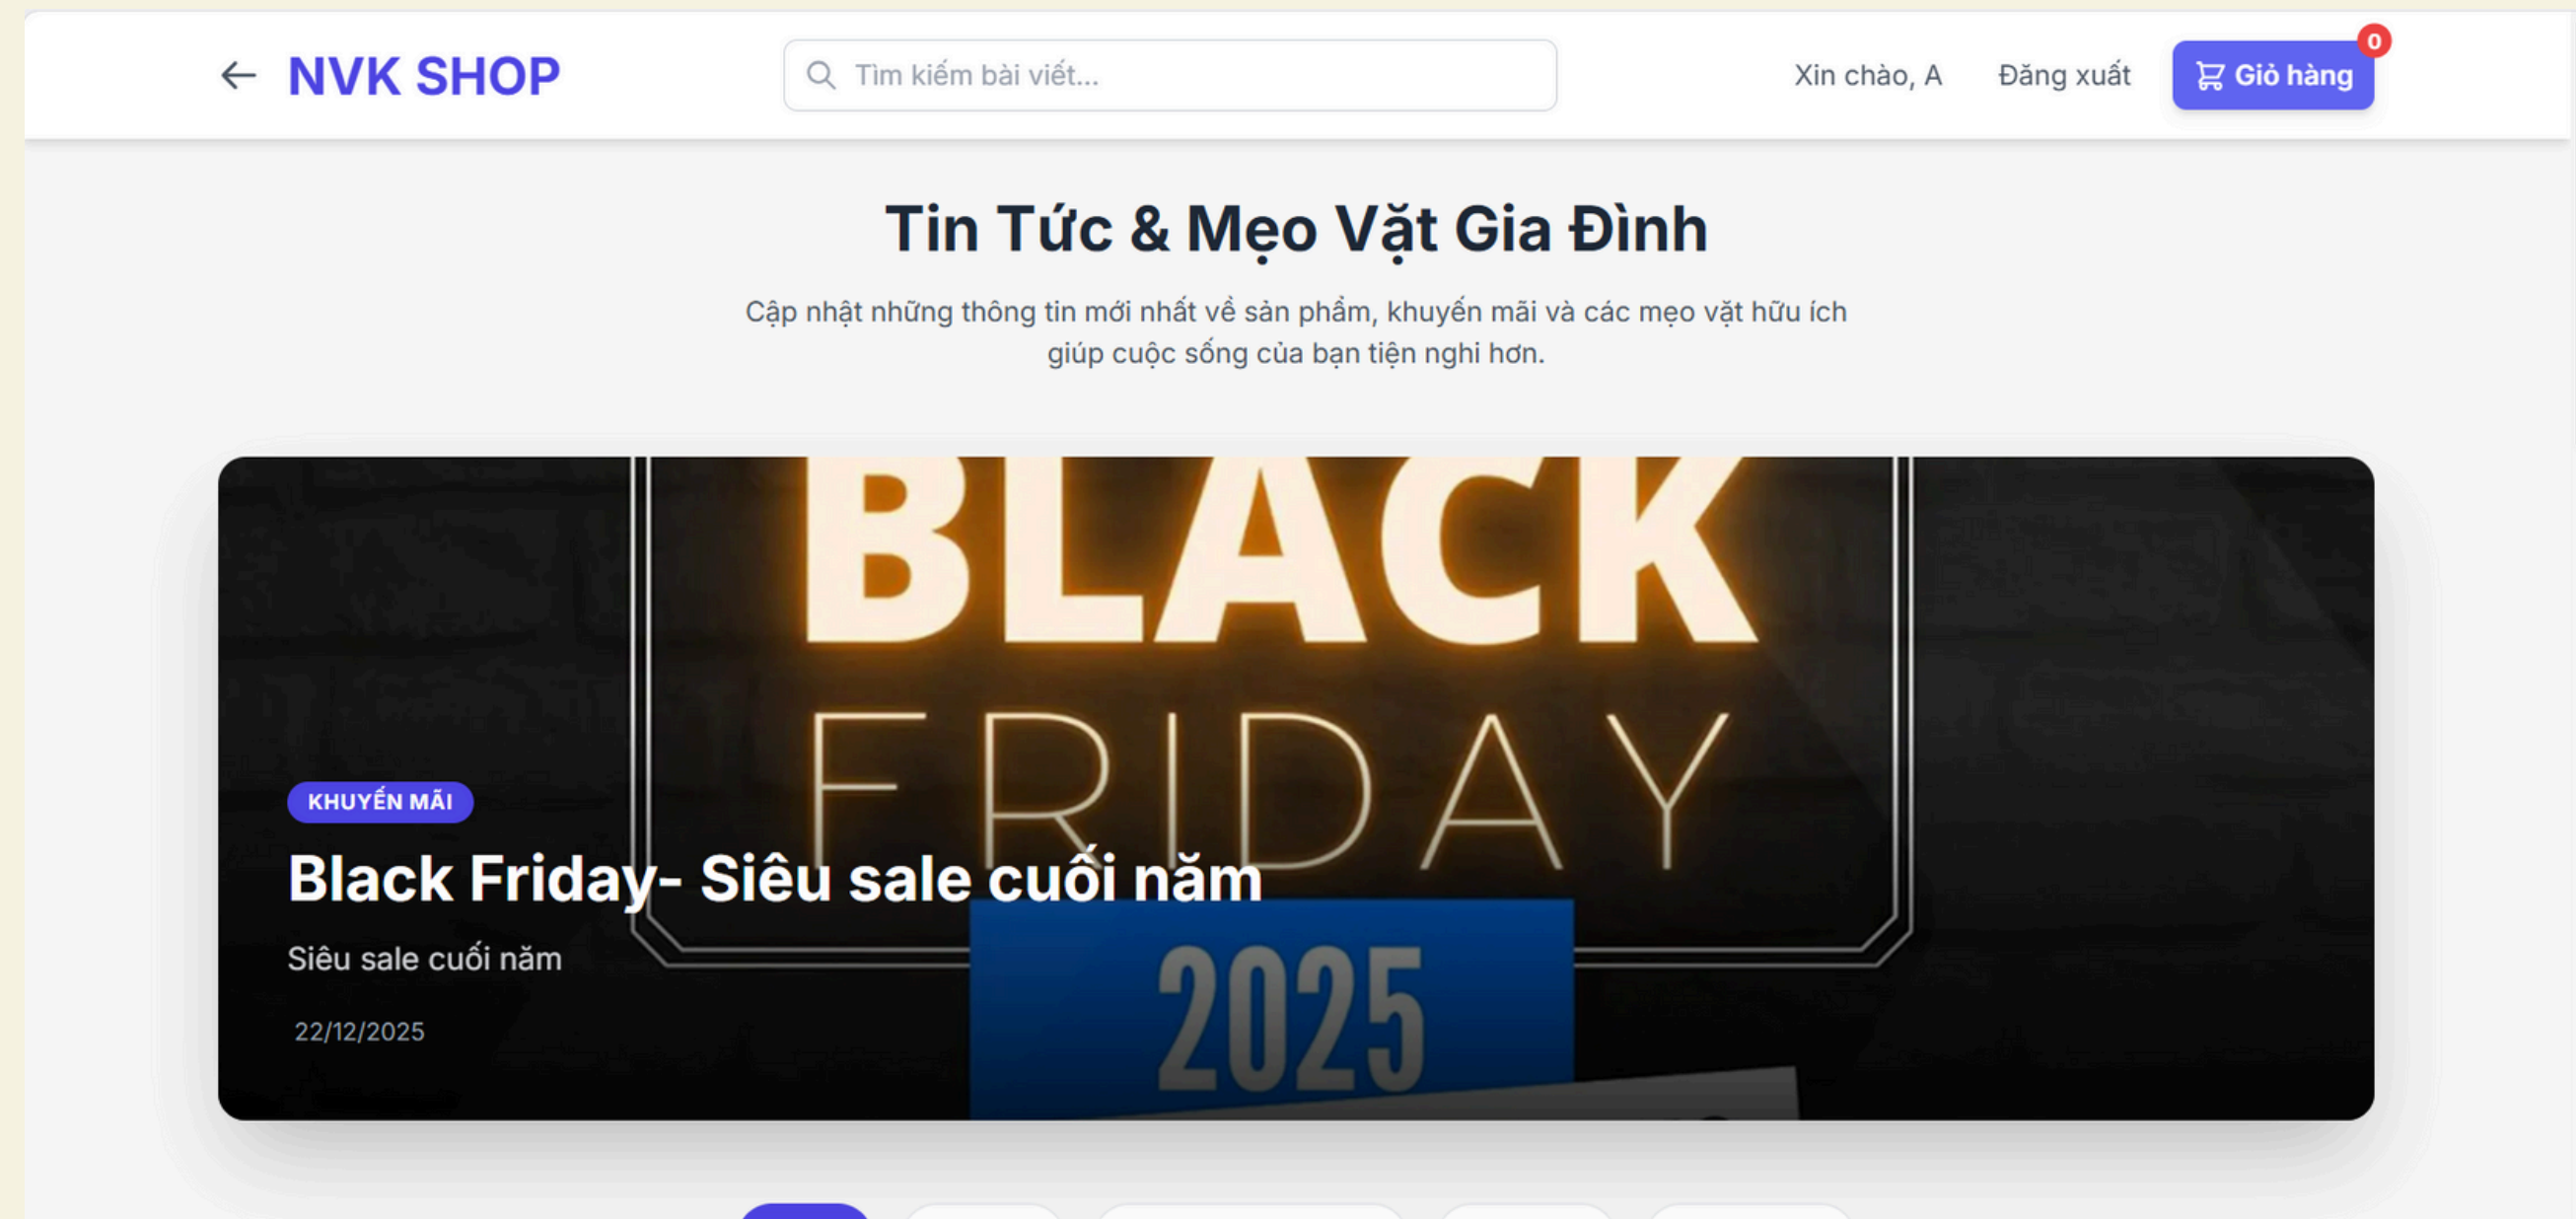 NVK SHOP
Tìm kiếm bài viết...
Xin chào, A
Đăng xuất
Giỏ hàng
0
Tin Tức & Mẹo Vặt Gia Đình
Cập nhật những thông tin mới nhất về sản phẩm, khuyến mãi và các mẹo vặt hữu ích
giúp cuộc sống của bạn tiện nghi hơn.
BLACK
FRIDAY
2025
KHUYẾN MÃI
Black Friday- Siêu sale cuối năm
Siêu sale cuối năm
22/12/2025